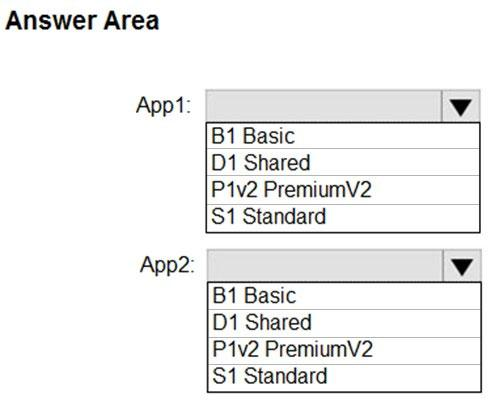 Answer Area
App1:
B1 Basic
D1 Shared
P1v2 PremiumV2
S1 Standard
App2:
B1 Basic
D1 Shared
P1v2 PremiumV2
S1 Standard